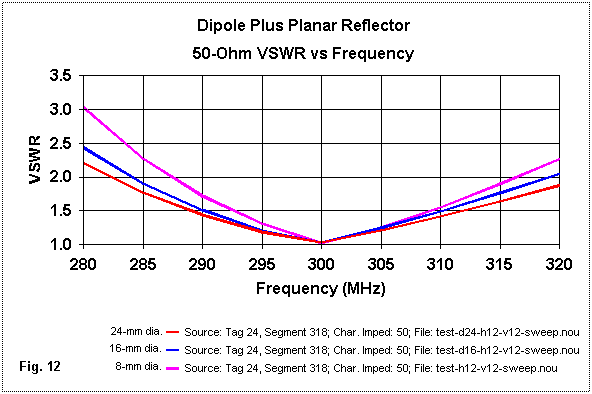 Dipole Plus Planar Reflector
50-Ohm VSWR vs Frequency
3.5
3.0
2.5
2.0
1.5
1.0
VSWR
280 285 290 295 300 305 310 315 320
Frequency (MHz)
24-mm dia. Source: Tag 24, Segment 318; Char. Imped: 50; File: test-d24-h12-v12-sweep.nou
16-mm dia. Source: Tag 24, Segment 318; Char. Imped: 50; File: test-d16-h12-v12-sweep.nou
8-mm dia. Source: Tag 24, Segment 318; Char. Imped: 50; File: test-h12-v12-sweep.nou
Fig. 12